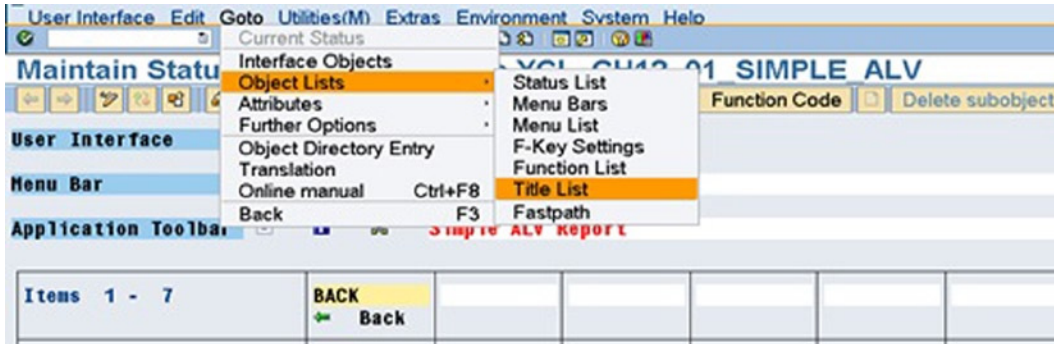 User Interface Edit Goto Utilities(M) Extras Environment System Help
Current Status
Interface Objects
Maintain Statu YCL_CH12_01_SIMPLE_ALV
Object Lists
Status List
Attributes
Menu Bars
Function Code
Delete subobject
Further Options
Menu List
User Interface
Object Directory Entry
F-Key Settings
Translation
Function List
Menu Bar
Online manual Ctrl+F8
Title List
Back F3
Fastpath
Application Toolbar
Simple ALV Report
Items 1 - 7
BACK
Back